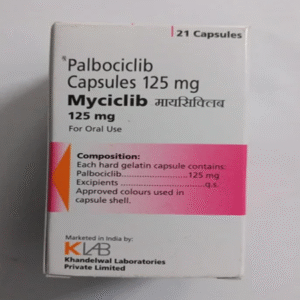 21 Capsules
Palbociclib
Capsules 125 mg
Myciclib मायसिक्लिब
125 mg
For Oral Use
Composition:
Each hard gelatin capsule contains:
Palbociclib....................125 mg
Excipients .........................q.s.
Approved colours used in
capsule shell.
Marketed in India by:
KLAB
Khandelwal Laboratories
Private Limited